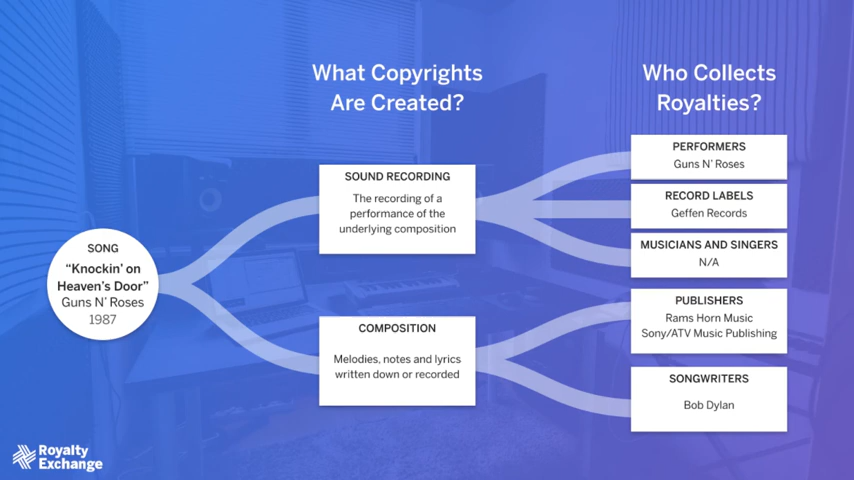 What Copyrights
Are Created?
Who Collects
Royalties?
SONG
“Knockin’ on
Heaven’s Door”
Guns N’ Roses
1987
SOUND RECORDING
The recording of a
performance of the
underlying composition
COMPOSITION
Melodies, notes and lyrics
written down or recorded
PERFORMERS
Guns N’ Roses
RECORD LABELS
Geffen Records
MUSICIANS AND SINGERS
N/A
PUBLISHERS
Rams Horn Music
Sony/ATV Music Publishing
SONGWRITERS
Bob Dylan
Royalty
Exchange